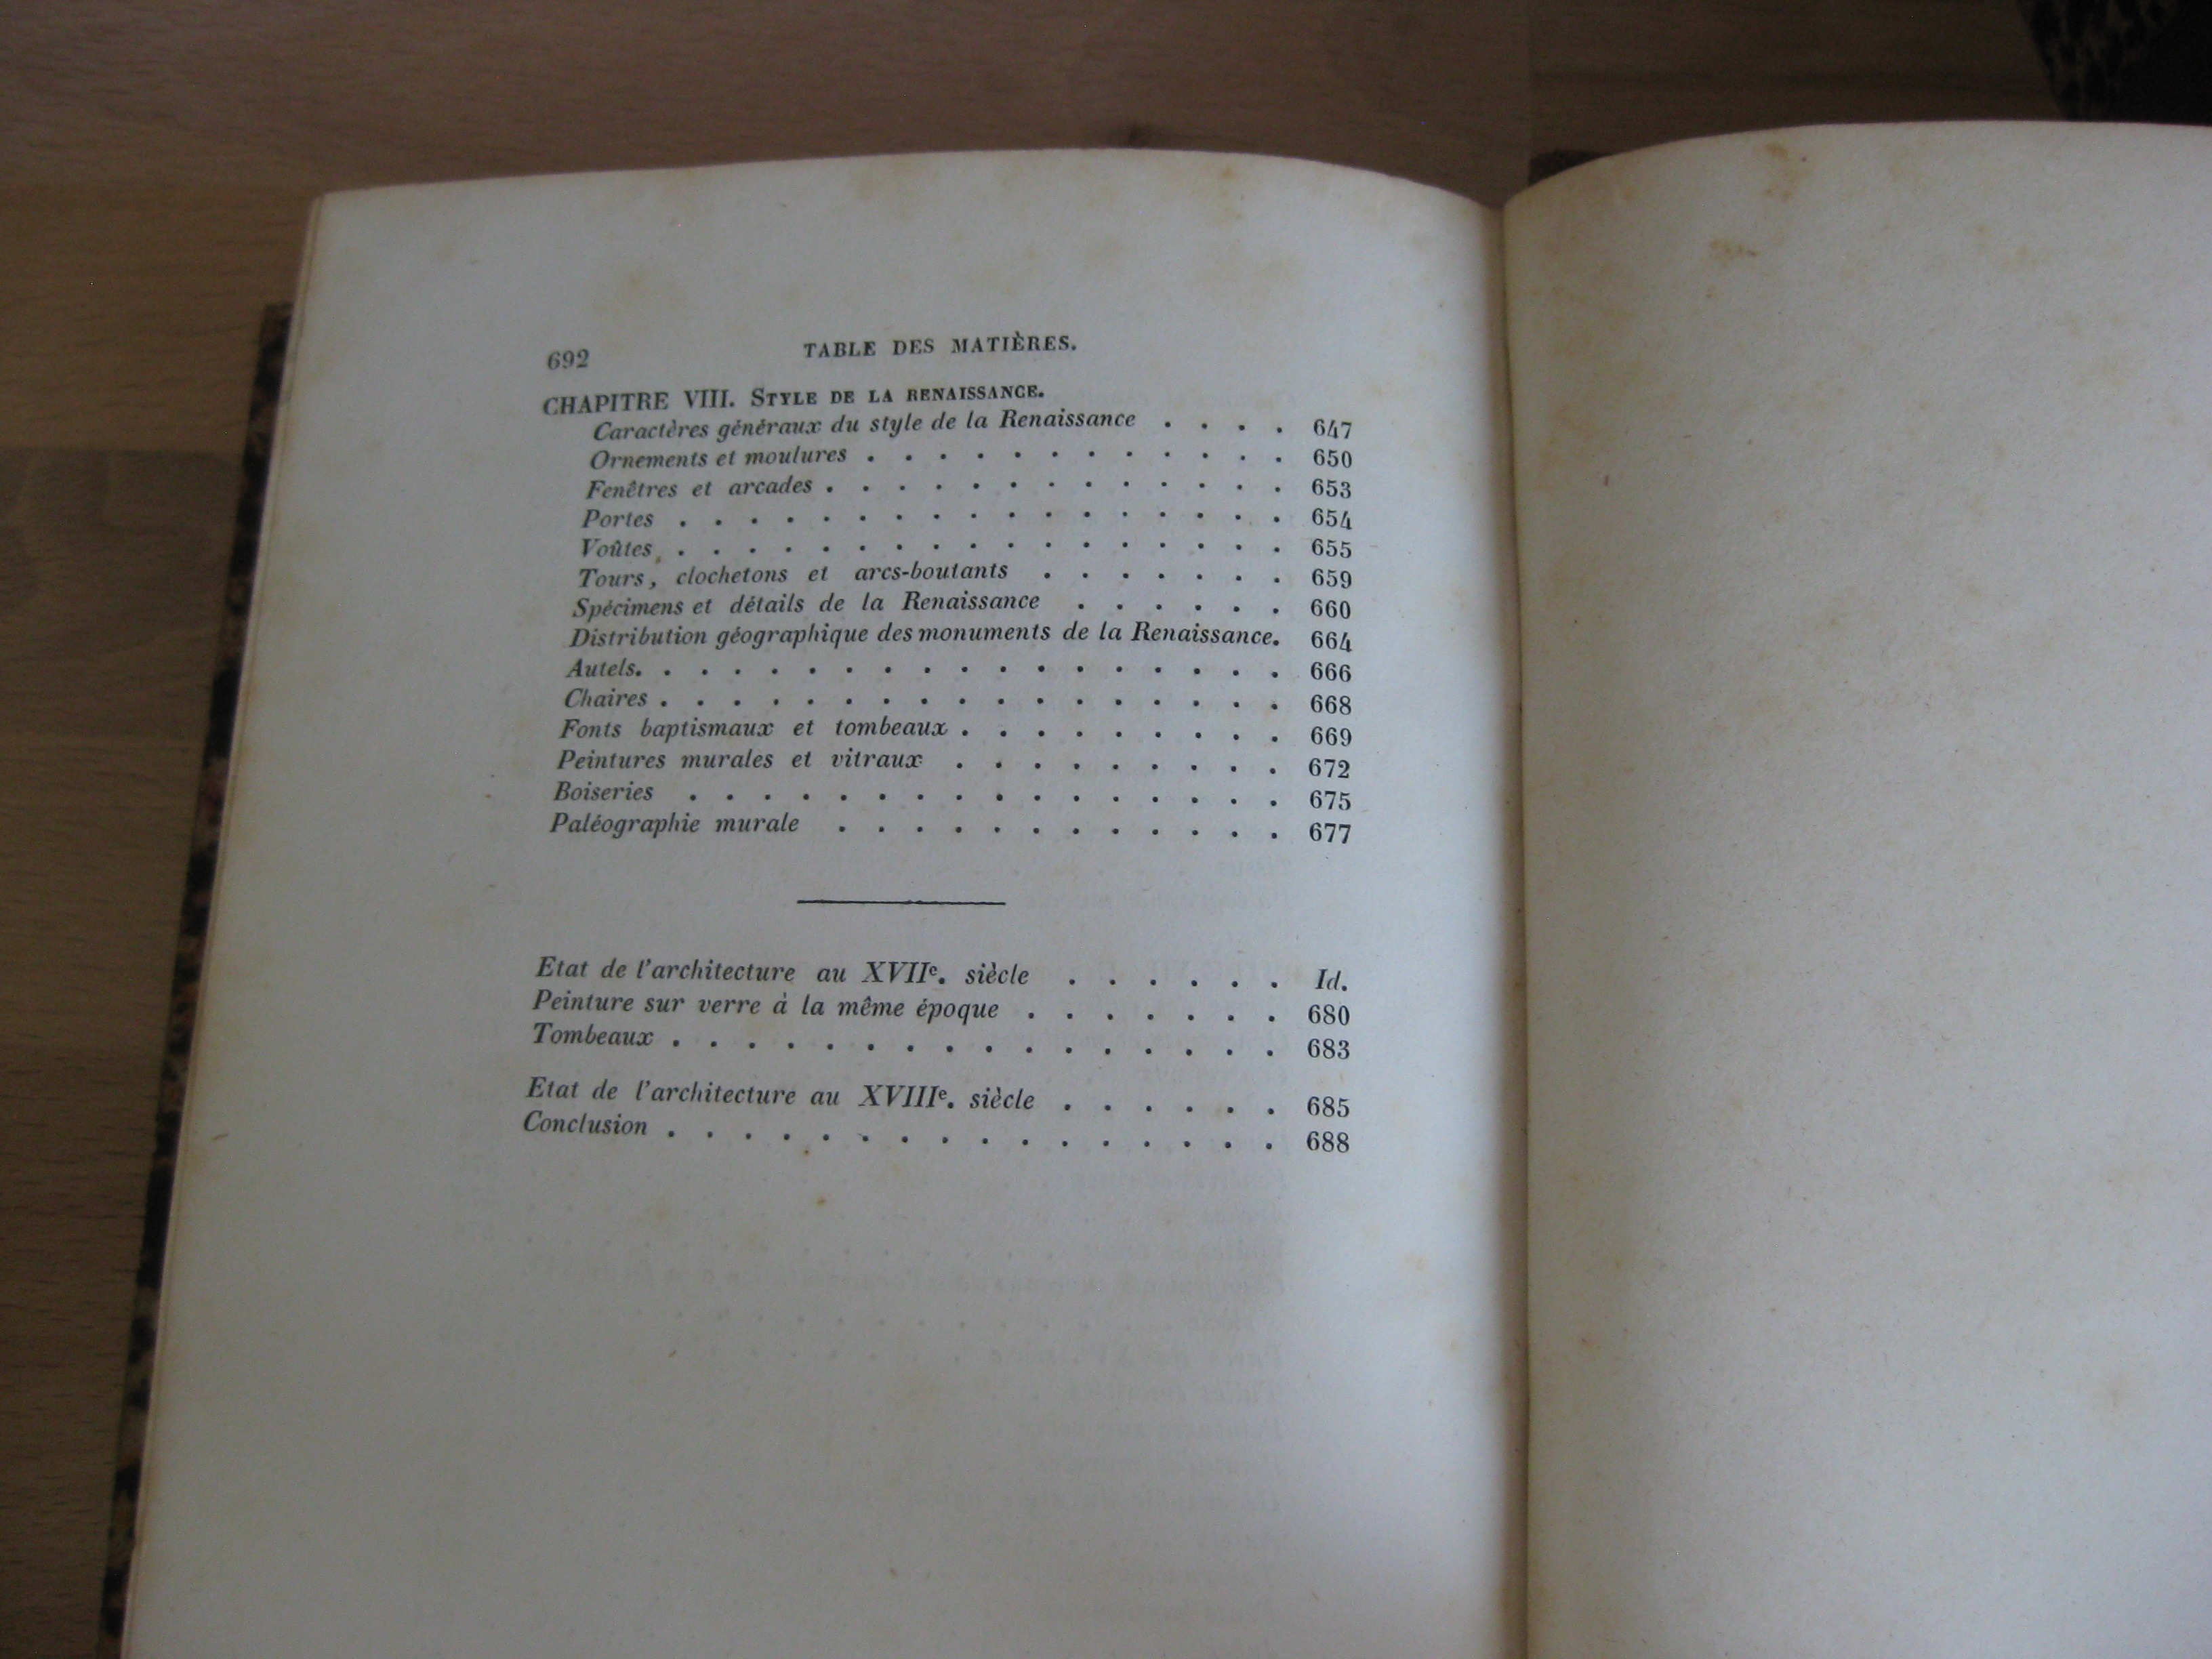 692 TABLE DES MATIÈRES.
CHAPITRE VIII. STYLE DE LA RENAISSANCE.
Caractères généraux du style de la Renaissance . . . . 647
Ornements et moulures . . . . . . . . . . . . 650
Fenêtres et arcades . . . . . . . . . . . . . 653
Portes . . . . . . . . . . . . . . . . . 654
Voûtes . . . . . . . . . . . . . . . . . 655
Tours, clochetons et arcs-boutants . . . . . . . 659
Spécimens et détails de la Renaissance . . . . . . 660
Distribution géographique des monuments de la Renaissance. 664
Autels. . . . . . . . . . . . . . . . . . 666
Chaires . . . . . . . . . . . . . . . . . 668
Fonts baptismaux et tombeaux . . . . . . . . . 669
Peintures murales et vitraux . . . . . . . . . 672
Boiseries . . . . . . . . . . . . . . . . 675
Paléographie murale . . . . . . . . . . . . 677
Etat de l'architecture au XVIIe. siècle . . . . . . Id.
Peinture sur verre à la même époque . . . . . . . 680
Tombeaux . . . . . . . . . . . . . . . . 683
Etat de l'architecture au XVIIIe. siècle . . . . . . 685
Conclusion . . . . . . . . . . . . . . . . 688